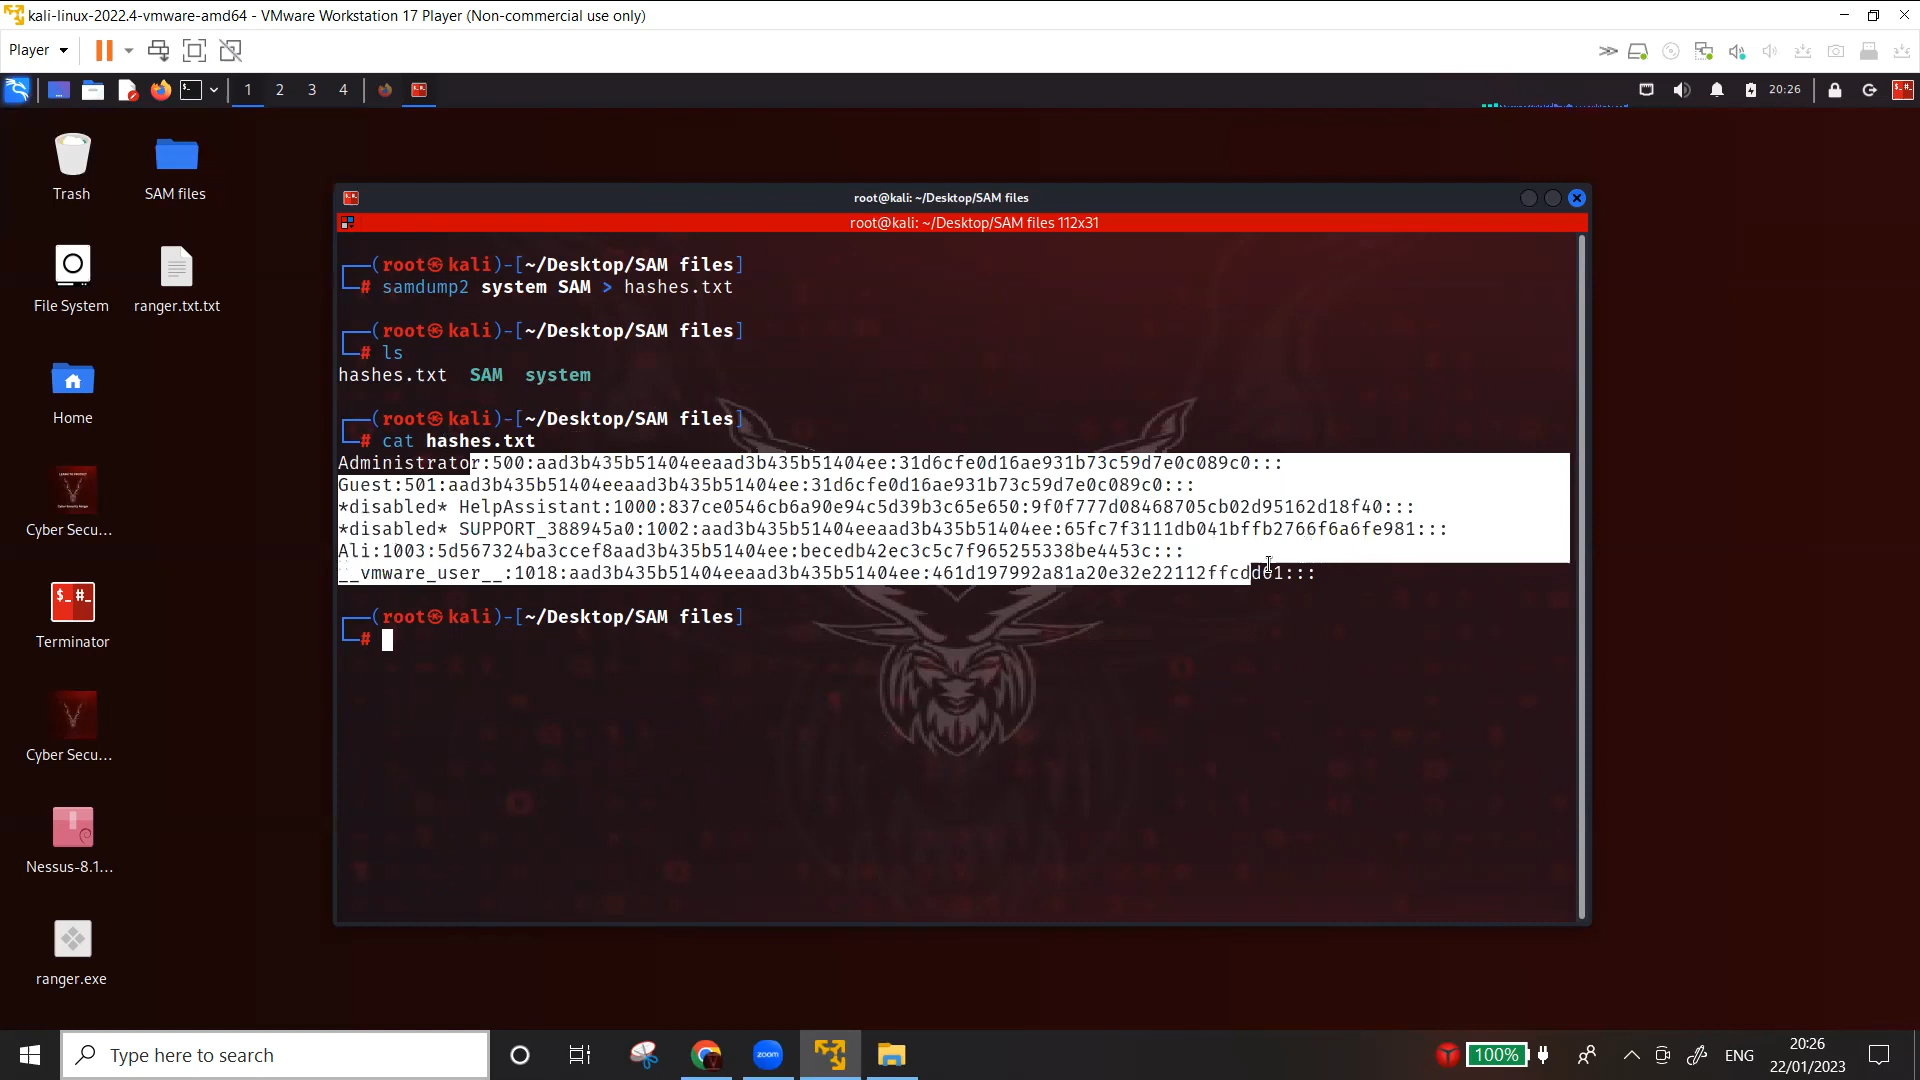 kali-linux-2022.4-vmware-amd64 - VMware Workstation 17 Player (Non-commercial use only)
Player
1 2 3 4
20:26
Trash
SAM files
File System
ranger.txt.txt
Home
Cyber Secu...
Terminator
Cyber Secu...
Nessus-8.1...
ranger.exe
root@kali: ~/Desktop/SAM files
root@kali: ~/Desktop/SAM files 112x31
(root㉿kali)-[~/Desktop/SAM files]
# samdump2 system SAM > hashes.txt
(root㉿kali)-[~/Desktop/SAM files]
# ls
hashes.txt SAM system
(root㉿kali)-[~/Desktop/SAM files]
# cat hashes.txt
Administrator:500:aad3b435b51404eeaad3b435b51404ee:31d6cfe0d16ae931b73c59d7e0c089c0:::
Guest:501:aad3b435b51404eeaad3b435b51404ee:31d6cfe0d16ae931b73c59d7e0c089c0:::
*disabled* HelpAssistant:1000:837ce0546cb6a90e94c5d39b3c65e650:9f0f777d08468705cb02d95162d18f40:::
*disabled* SUPPORT_388945a0:1002:aad3b435b51404eeaad3b435b51404ee:65fc7f3111db041bffb2766f6a6fe981:::
Ali:1003:5d567324ba3ccef8aad3b435b51404ee:becedb42ec3c5c7f965255338be4453c:::
__vmware_user__:1018:aad3b435b51404eeaad3b435b51404ee:461d197992a81a20e32e22112ffcdd61:::
(root㉿kali)-[~/Desktop/SAM files]
#
Type here to search
zoom
100%
ENG
20:26
22/01/2023